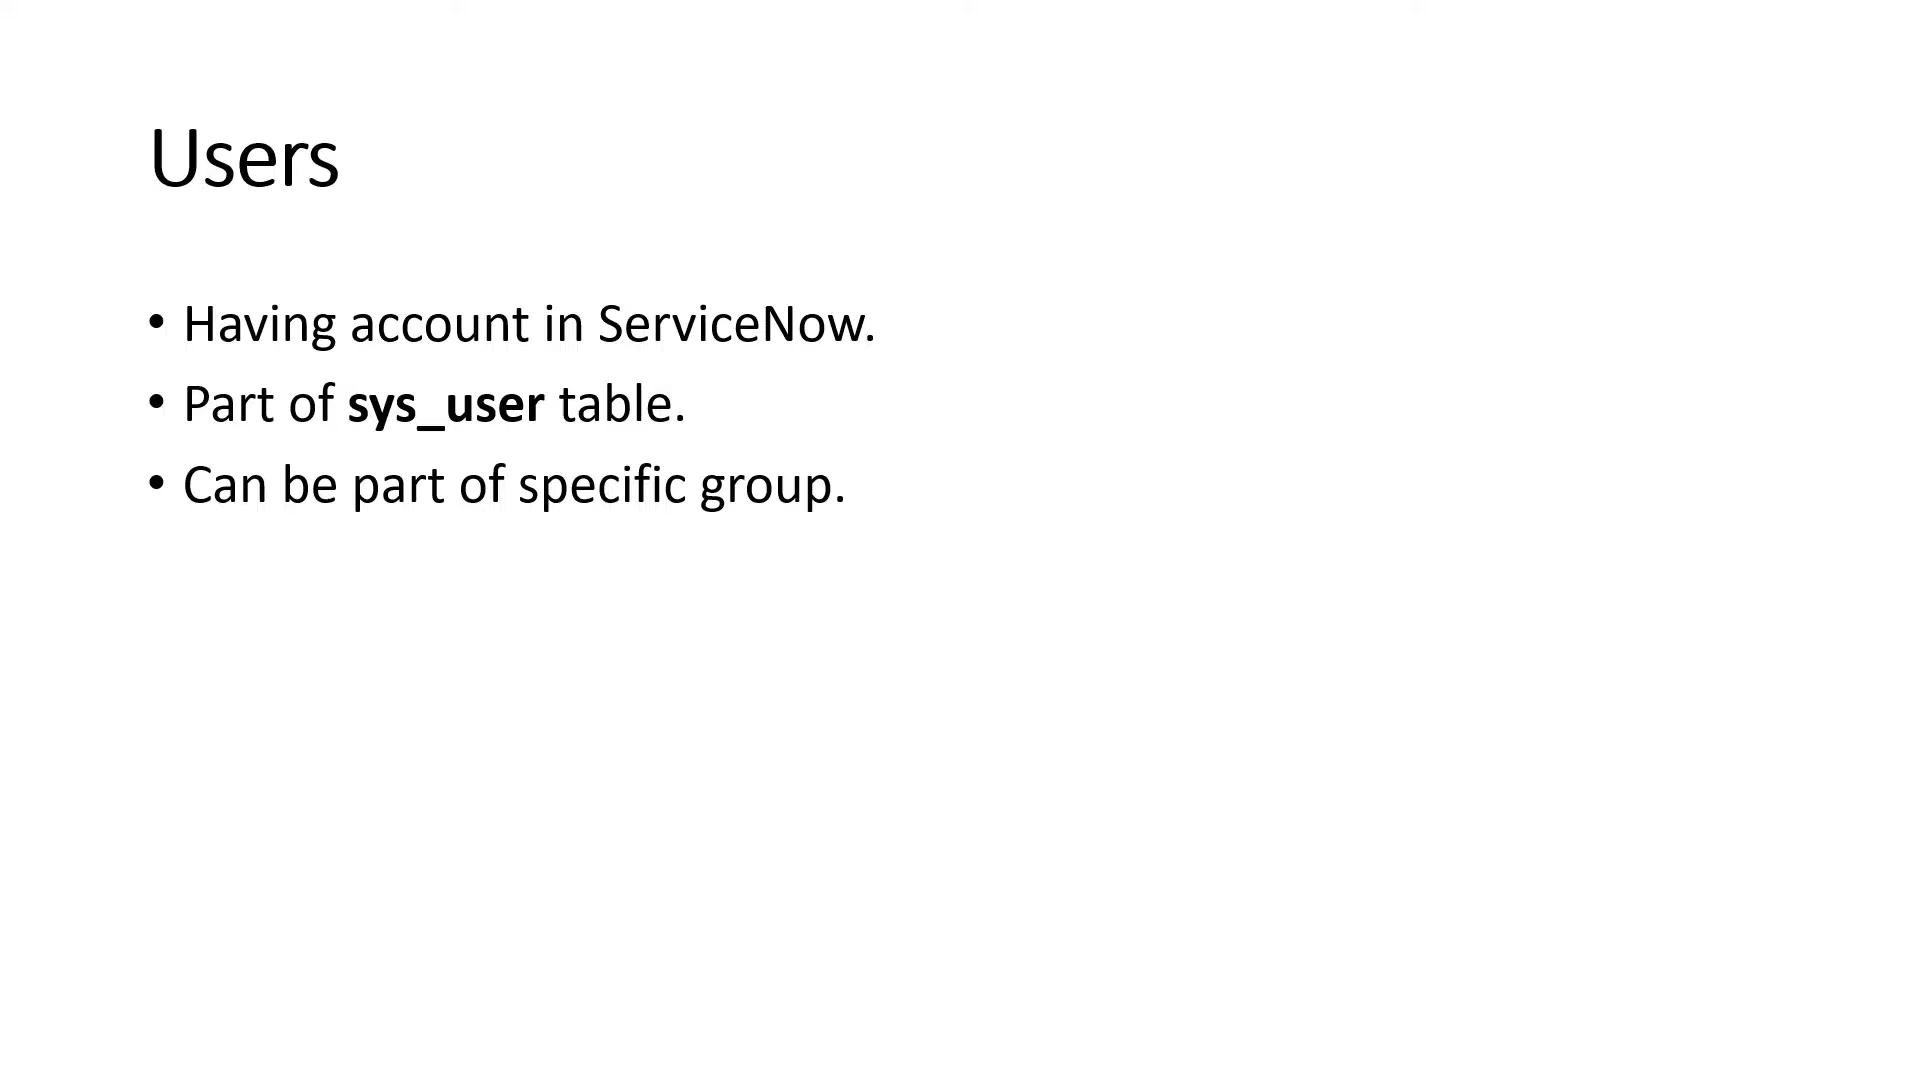 Users
• Having account in ServiceNow.
• Part of sys_user table.
• Can be part of specific group.